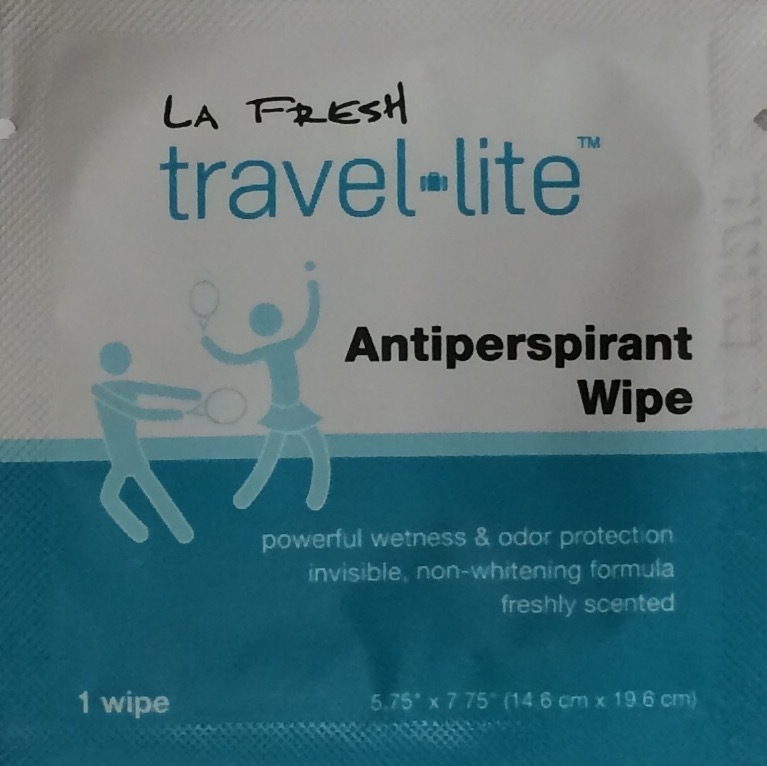 LA FRESH
travel lite™
Antiperspirant
Wipe
powerful wetness & odor protection
invisible, non-whitening formula
freshly scented
1 wipe
5.75" x 7.75" (14.6 cm x 19.6 cm)